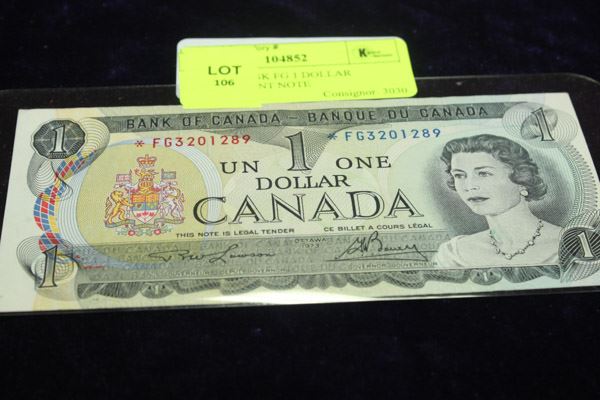 104852
LOT
106
FG 1 DOLLAR
NOTE
Consignor: 3030
BANK OF CANADA – BANQUE DU CANADA
1
1
*FG3201289
*FG3201289
UN 1 ONE
DOLLAR
CANADA
THIS NOTE IS LEGAL TENDER
CE BILLET A COURS LÉGAL
OTTAWA
1973
1
1